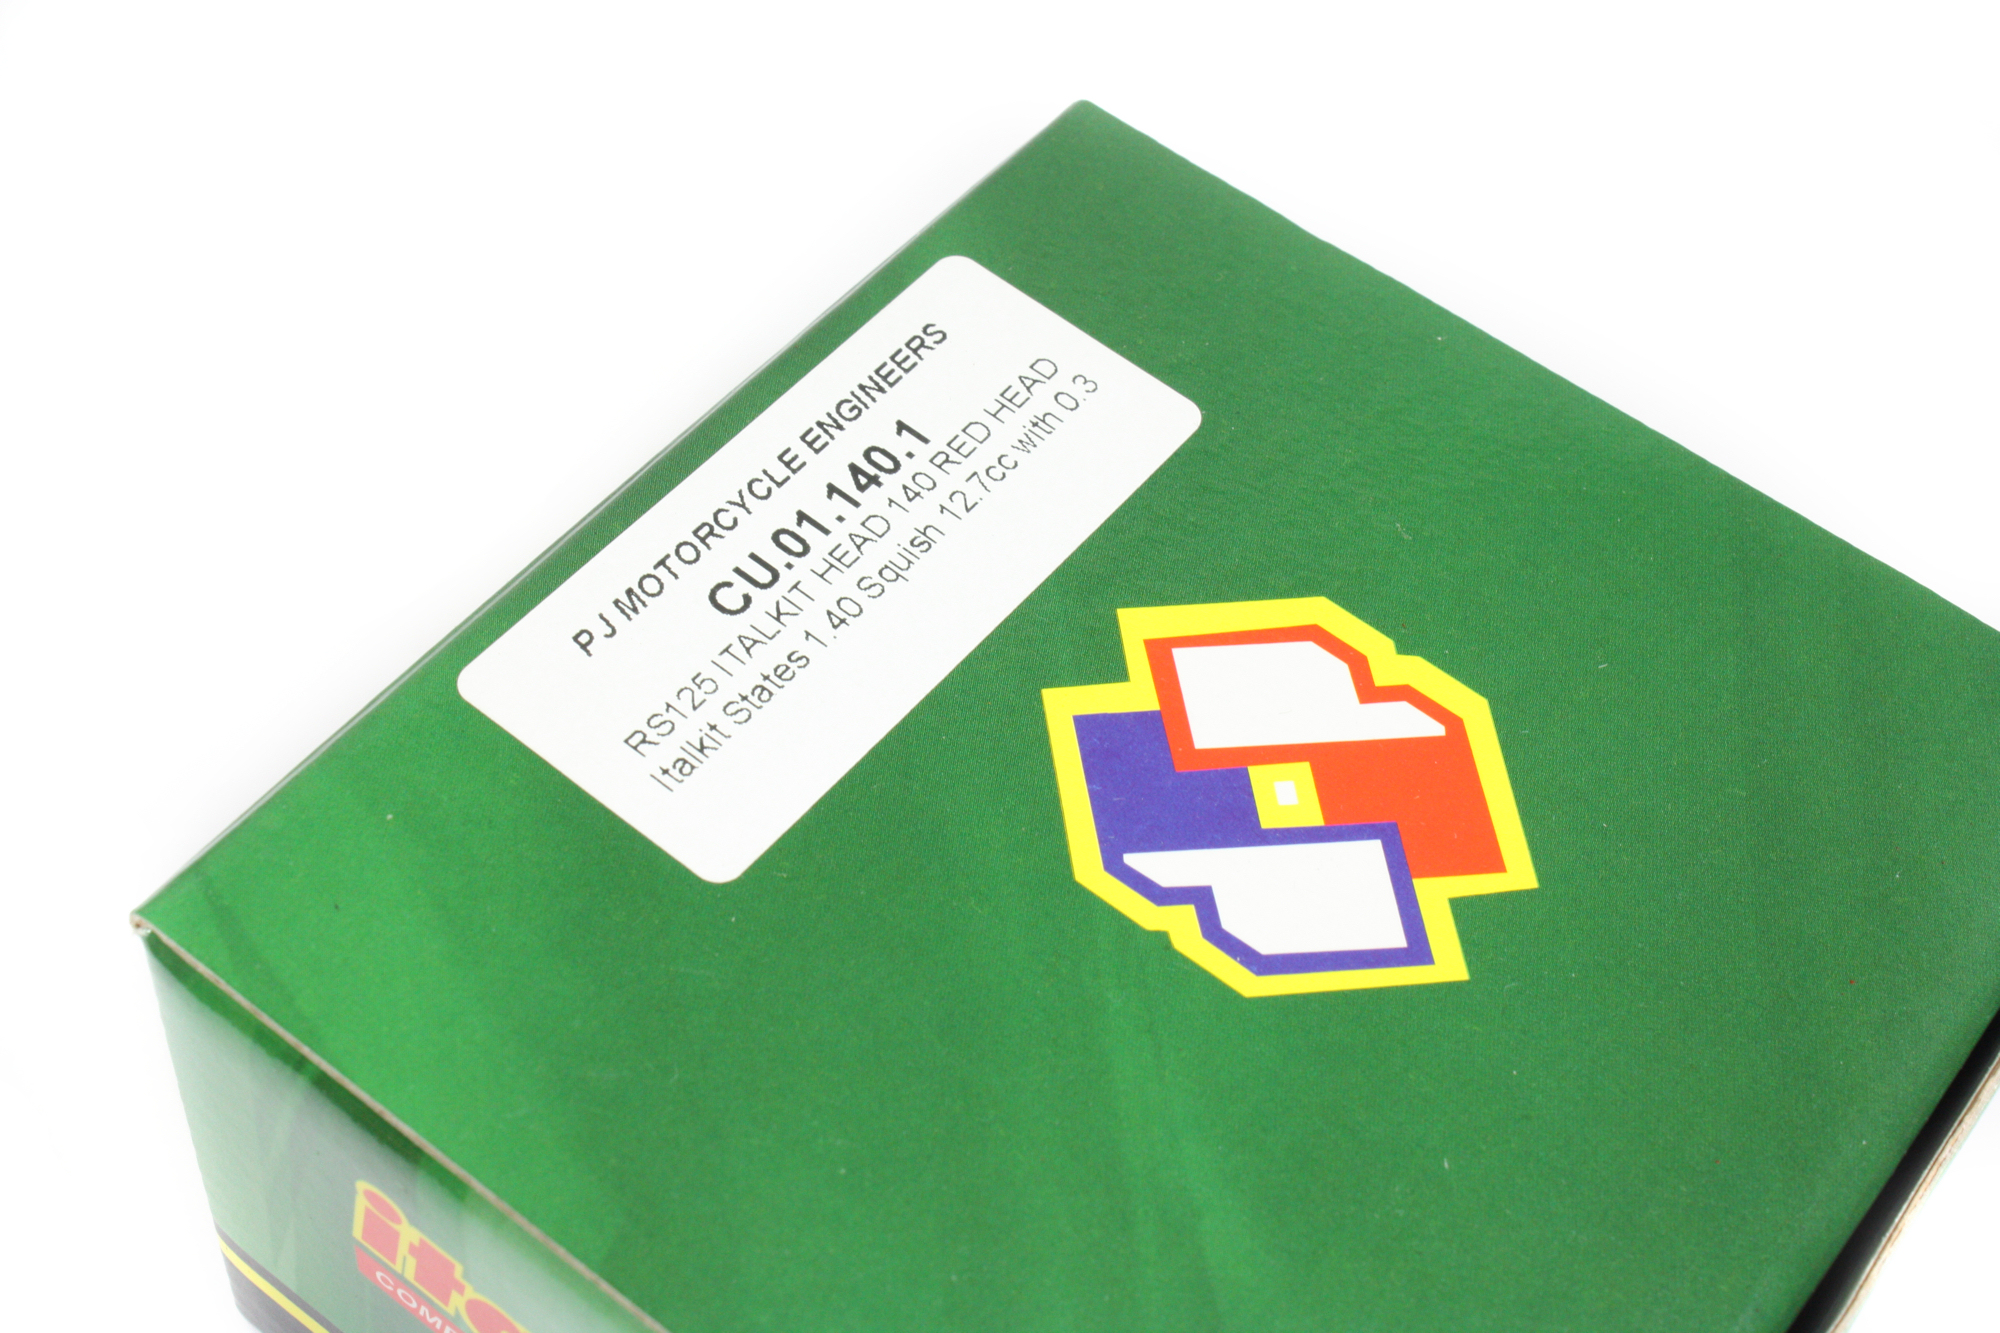 PJ MOTORCYCLE ENGINEERS
CU.01.140.1
RS125 ITALKIT HEAD 140 RED HEAD
Italkit States 1.40 Squish 12.7cc with 0.3